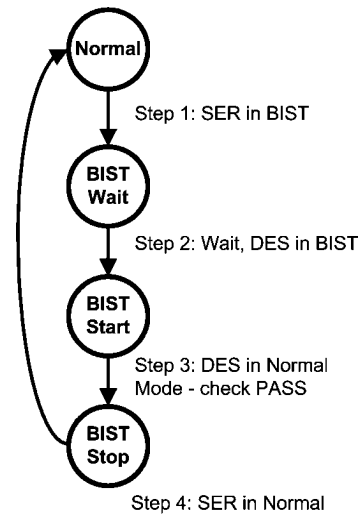 Normal
Step 1: SER in BIST
BIST
Wait
Step 2: Wait, DES in BIST
BIST
Start
Step 3: DES in Normal
Mode - check PASS
BIST
Stop
Step 4: SER in Normal